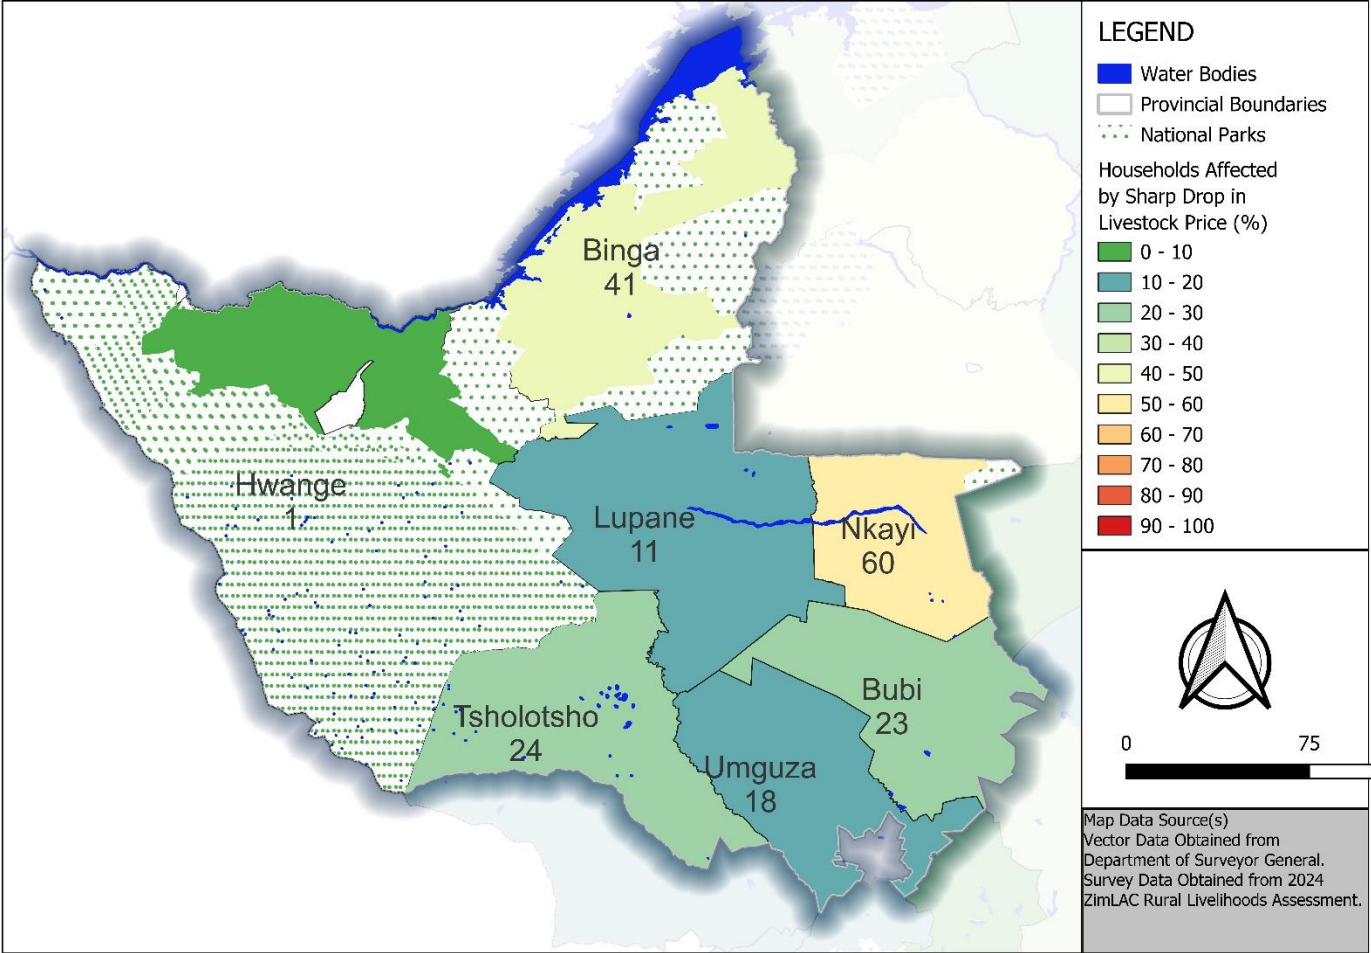 Binga
41
Hwange
1
Lupane
11
Nkayi
60
Tsholotsho
24
Bubi
23
Umguza
18
LEGEND
Water Bodies
Provincial Boundaries
National Parks
Households Affected
by Sharp Drop in
Livestock Price (%)
0 - 10
10 - 20
20 - 30
30 - 40
40 - 50
50 - 60
60 - 70
70 - 80
80 - 90
90 - 100
0 75
Map Data Source(s)
Vector Data Obtained from
Department of Surveyor General.
Survey Data Obtained from 2024
ZimLAC Rural Livelihoods Assessment.